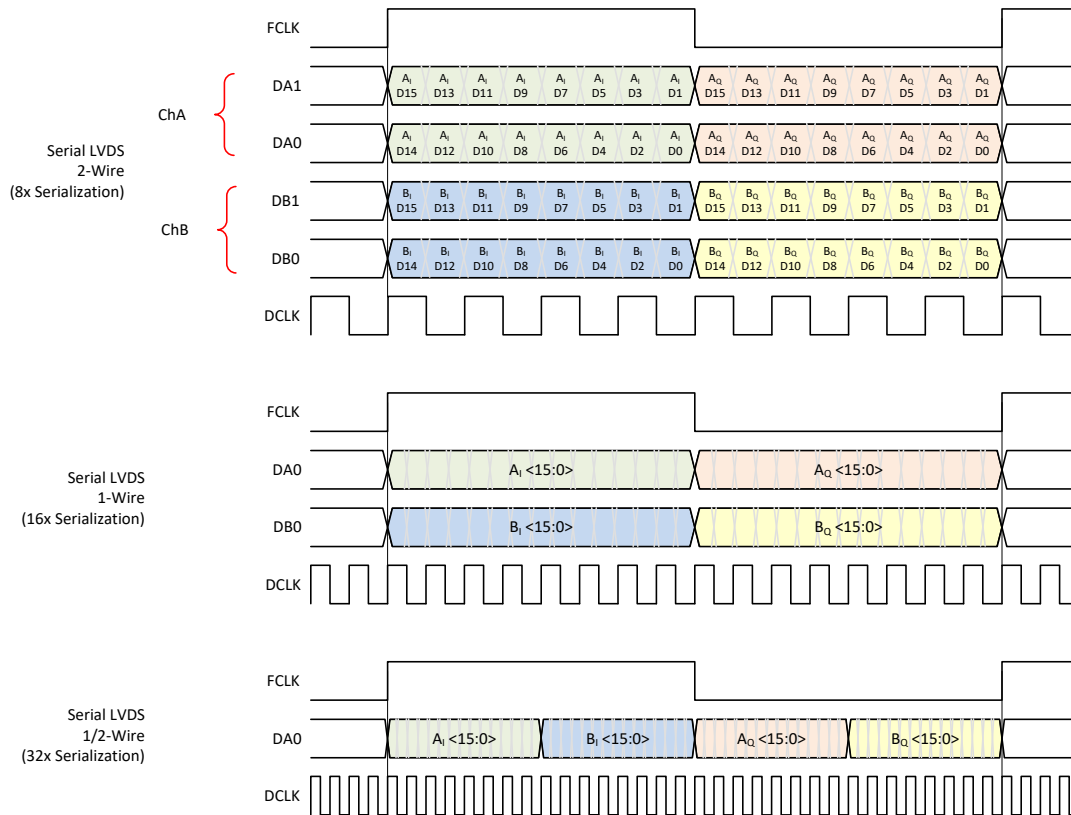 FCLK
DA1
A_I A_I A_I A_I A_I A_I A_I A_I A_Q A_Q A_Q A_Q A_Q A_Q A_Q A_Q
D15 D13 D11 D9 D7 D5 D3 D1 D15 D13 D11 D9 D7 D5 D3 D1
ChA
DA0
A_I A_I A_I A_I A_I A_I A_I A_I A_Q A_Q A_Q A_Q A_Q A_Q A_Q A_Q
D14 D12 D10 D8 D6 D4 D2 D0 D14 D12 D10 D8 D6 D4 D2 D0
Serial LVDS
2-Wire
(8x Serialization)
DB1
B_I B_I B_I B_I B_I B_I B_I B_I B_Q B_Q B_Q B_Q B_Q B_Q B_Q B_Q
D15 D13 D11 D9 D7 D5 D3 D1 D15 D13 D11 D9 D7 D5 D3 D1
ChB
DB0
B_I B_I B_I B_I B_I B_I B_I B_I B_Q B_Q B_Q B_Q B_Q B_Q B_Q B_Q
D14 D12 D10 D8 D6 D4 D2 D0 D14 D12 D10 D8 D6 D4 D2 D0
DCLK
FCLK
Serial LVDS
1-Wire
(16x Serialization)
DA0 A_I <15:0> A_Q <15:0>
DB0 B_I <15:0> B_Q <15:0>
DCLK
FCLK
Serial LVDS
1/2-Wire
(32x Serialization)
DA0 A_I <15:0> B_I <15:0> A_Q <15:0> B_Q <15:0>
DCLK